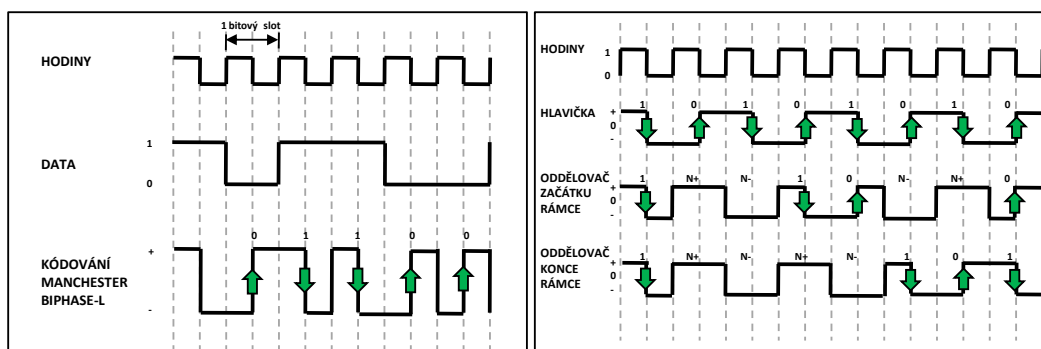 1 bitový slot
HODINY
DATA
1
0
0 1 1 0 0
KÓDOVÁNÍ
MANCHESTER
BIPHASE-L
+
-
HODINY
1
0
1 0 1 0 1 0 1 0
HLAVIČKA
+
0
-
1 N+ N- 1 0 N- N+ 0
ODDĚLOVAČ
ZAČÁTKU
RÁMCE
+
0
-
1 N+ N- N+ N- 1 0 1
ODDĚLOVAČ
KONCE
RÁMCE
+
0
-